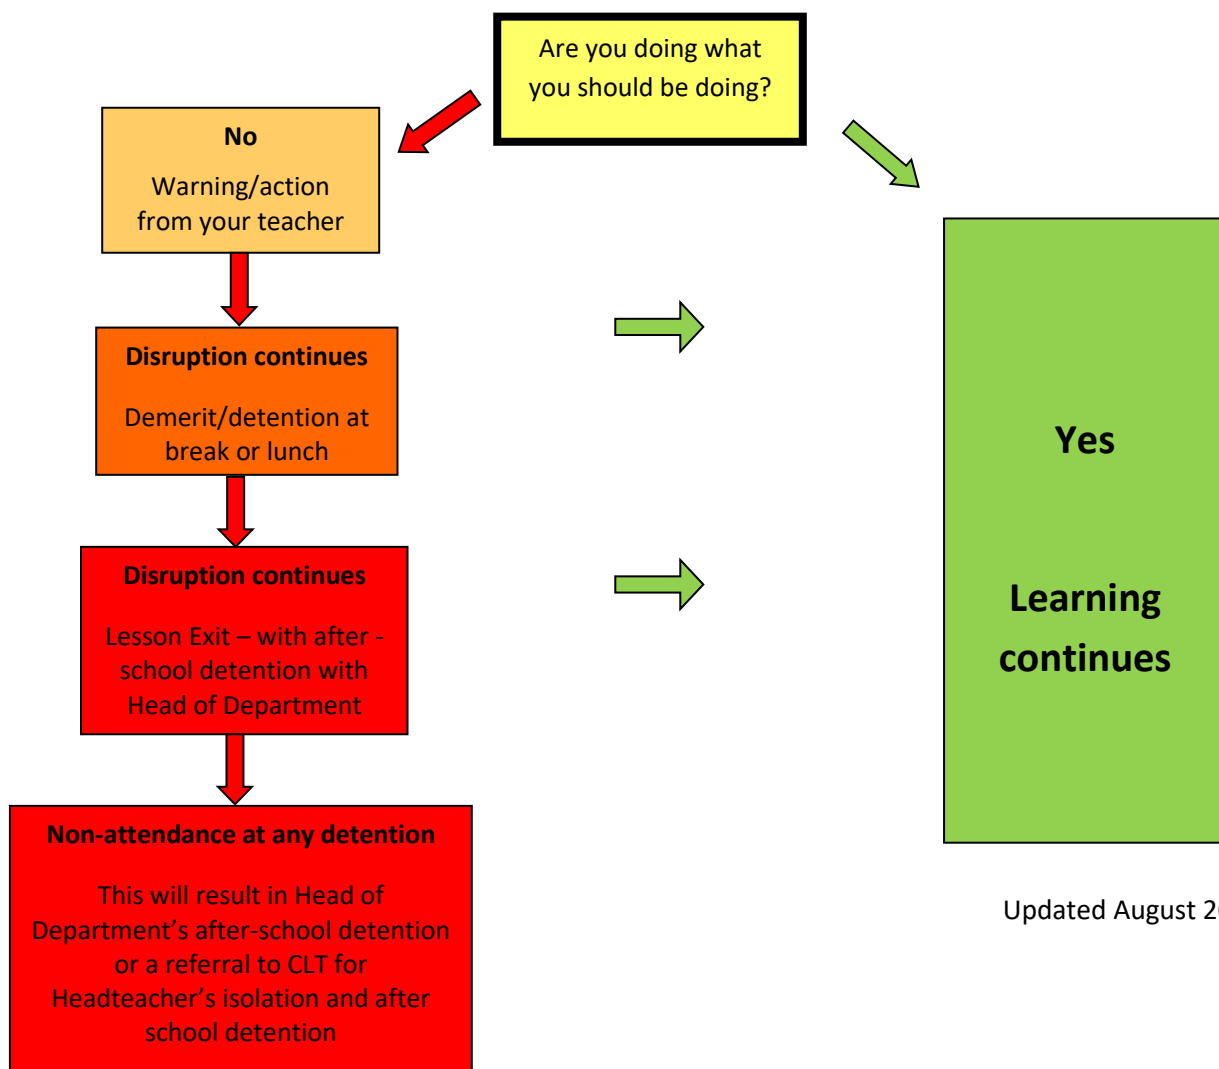 Are you doing what
you should be doing?
No
Warning/action
from your teacher
Disruption continues
Demerit/detention at
break or lunch
Disruption continues
Lesson Exit – with after -
school detention with
Head of Department
Non-attendance at any detention
This will result in Head of
Department’s after-school detention
or a referral to CLT for
Headteacher’s isolation and after
school detention
Yes
Learning
continues
Updated August